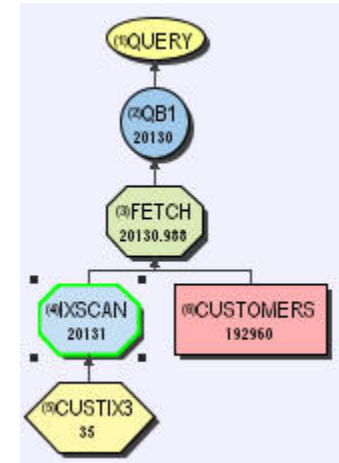 (1)QUERY
(2)QB1
20130
(3)FETCH
20130.988
(4)IXSCAN
20131
(6)CUSTOMERS
192960
(5)CUSTIX3
35